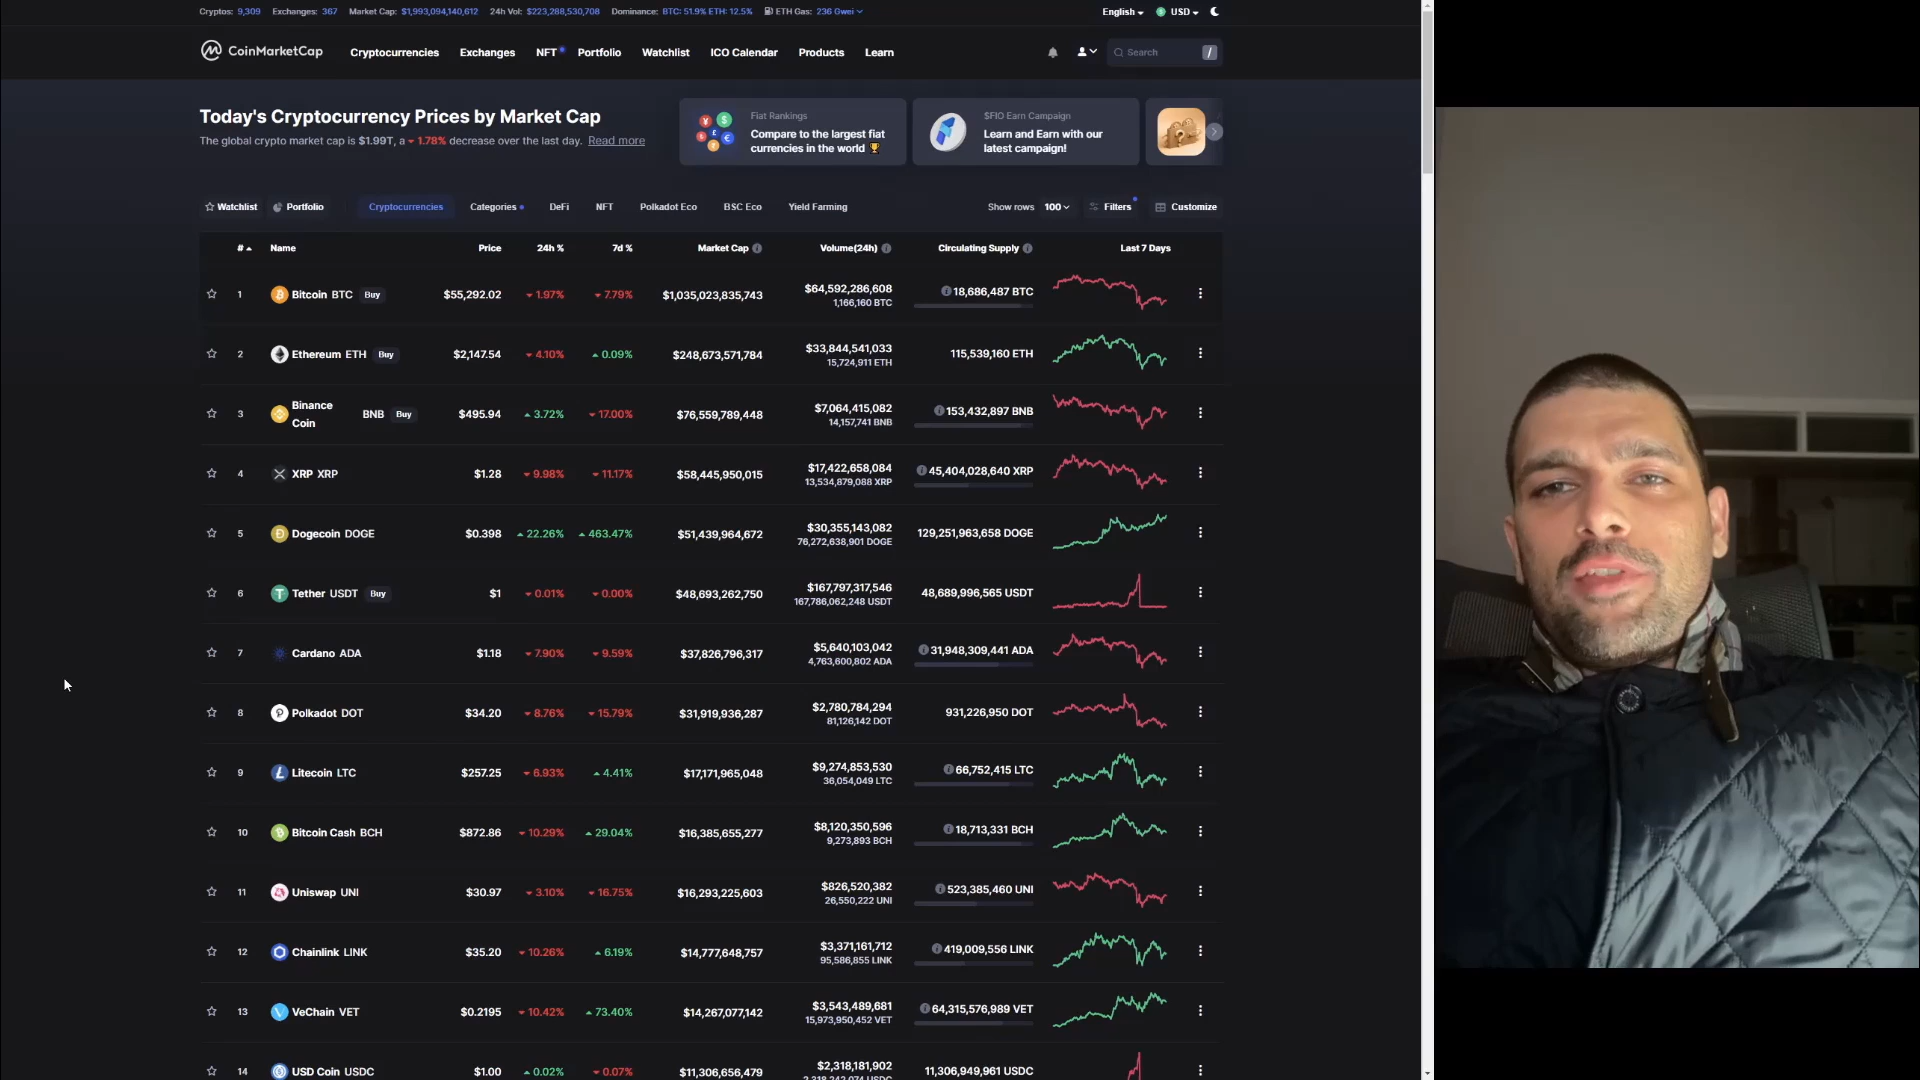 Cryptos: 9,309 Exchanges: 367 Market Cap: $1,993,094,140,612 24h Vol: $223,288,530,708 Dominance: BTC: 51.9% ETH: 12.5% ETH Gas: 236 Gwei English USD
CoinMarketCap Cryptocurrencies Exchanges NFT Portfolio Watchlist ICO Calendar Products Learn Search /
Today's Cryptocurrency Prices by Market Cap
The global crypto market cap is $1.99T, a 1.78% decrease over the last day. Read more
Fiat Rankings
Compare to the largest fiat
currencies in the world
$FIO Earn Campaign
Learn and Earn with our
latest campaign!
Watchlist Portfolio Cryptocurrencies Categories DeFi NFT Polkadot Eco BSC Eco Yield Farming Show rows 100 Filters Customize
# Name Price 24h % 7d % Market Cap Volume(24h) Circulating Supply Last 7 Days
1 Bitcoin BTC Buy $55,292.02 1.97% 7.79% $1,035,023,835,743 $64,592,286,608 18,686,487 BTC
1,166,160 BTC
2 Ethereum ETH Buy $2,147.54 4.10% 0.09% $248,673,571,784 $33,844,541,033 115,539,160 ETH
15,724,911 ETH
3 Binance Coin BNB Buy $495.94 3.72% 17.00% $76,559,789,448 $7,064,415,082 153,432,897 BNB
14,157,741 BNB
4 XRP XRP $1.28 9.98% 11.17% $58,445,950,015 $17,422,658,084 45,404,028,640 XRP
13,534,879,088 XRP
5 Dogecoin DOGE $0.398 22.26% 463.47% $51,439,964,672 $30,355,143,082 129,251,963,658 DOGE
76,272,638,901 DOGE
6 Tether USDT Buy $1 0.01% 0.00% $48,693,262,750 $167,797,317,546 48,689,996,565 USDT
167,786,062,248 USDT
7 Cardano ADA $1.18 7.90% 9.59% $37,826,796,317 $5,640,103,042 31,948,309,441 ADA
4,763,600,802 ADA
8 Polkadot DOT $34.20 8.76% 15.79% $31,919,936,287 $2,780,784,294 931,226,950 DOT
81,126,142 DOT
9 Litecoin LTC $257.25 6.93% 4.41% $17,171,965,048 $9,274,853,530 66,752,415 LTC
36,054,049 LTC
10 Bitcoin Cash BCH $872.86 10.29% 29.04% $16,385,655,277 $8,120,350,596 18,713,331 BCH
9,273,893 BCH
11 Uniswap UNI $30.97 3.10% 16.75% $16,293,225,603 $826,520,382 523,385,460 UNI
26,550,222 UNI
12 Chainlink LINK $35.20 10.26% 6.19% $14,777,648,757 $3,371,161,712 419,009,556 LINK
95,586,855 LINK
13 VeChain VET $0.2195 10.42% 73.40% $14,267,077,142 $3,543,489,681 64,315,576,989 VET
15,973,950,452 VET
14 USD Coin USDC $1.00 0.02% 0.07% $11,306,656,479 $2,318,181,902 11,306,949,961 USDC